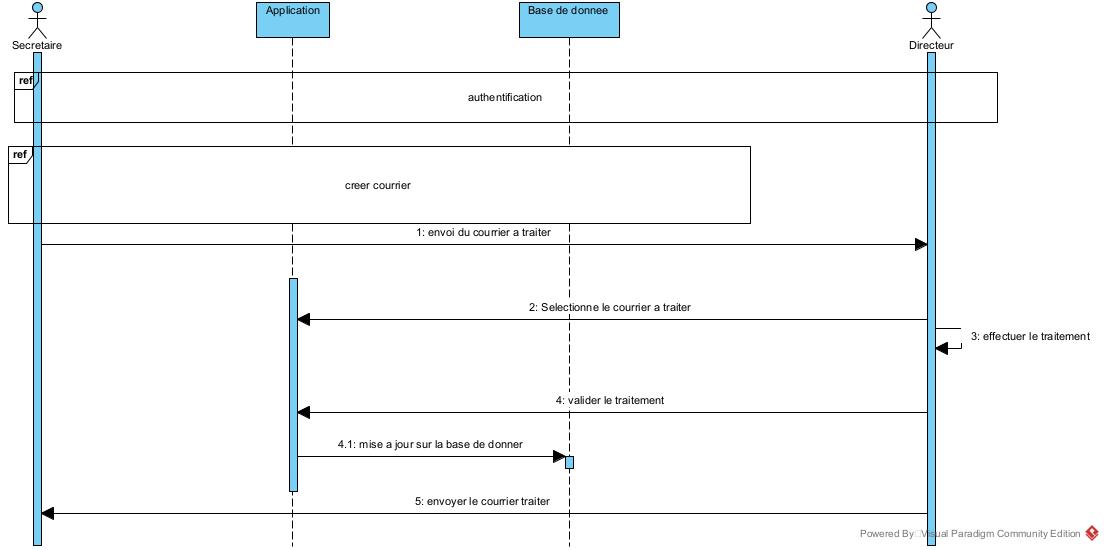 Application
Base de donnee
Secretaire
Directeur
ref
authentification
ref
creer courrier
1: envoi du courrier a traiter
2: Selectionne le courrier a traiter
3: effectuer le traitement
4: valider le traitement
4.1: mise a jour sur la base de donner
5: envoyer le courrier traiter
Powered By Visual Paradigm Community Edition